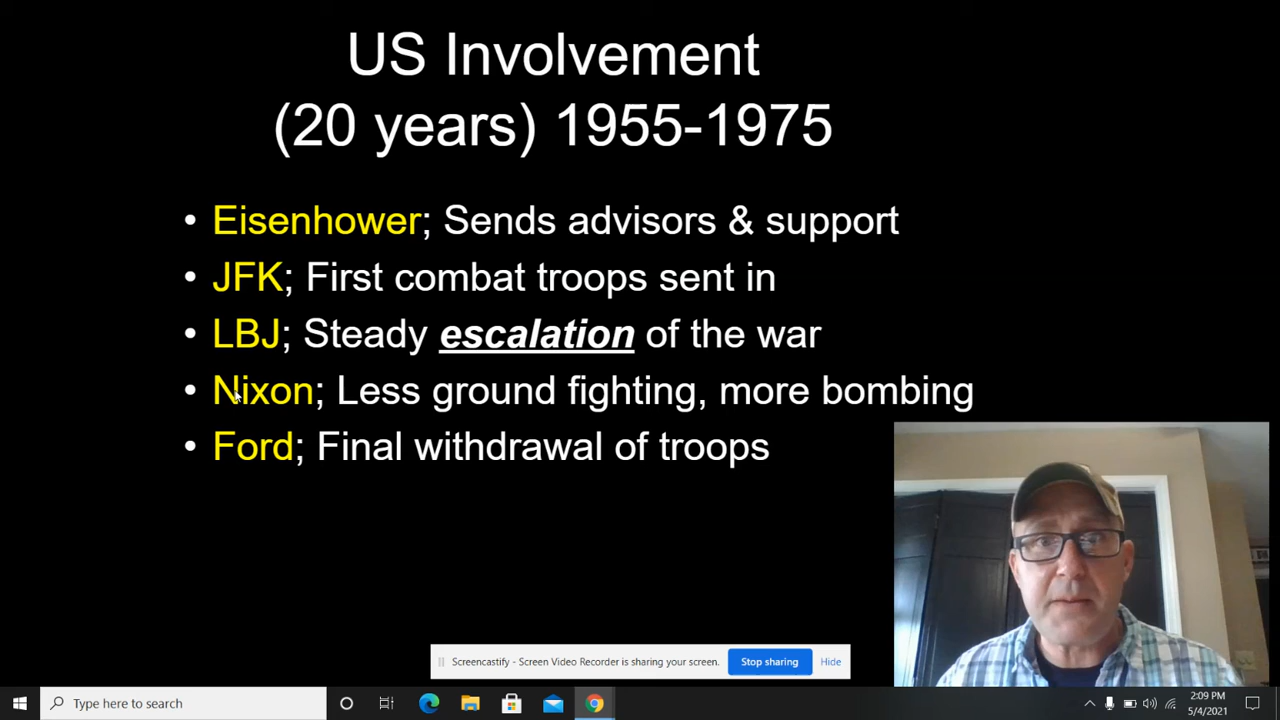 US Involvement
(20 years) 1955-1975
• Eisenhower; Sends advisors & support
• JFK; First combat troops sent in
• LBJ; Steady escalation of the war
• Nixon; Less ground fighting, more bombing
• Ford; Final withdrawal of troops
Screencastify - Screen Video Recorder is sharing your screen.
Stop sharing
Hide
Type here to search
2:09 PM
5/4/2021